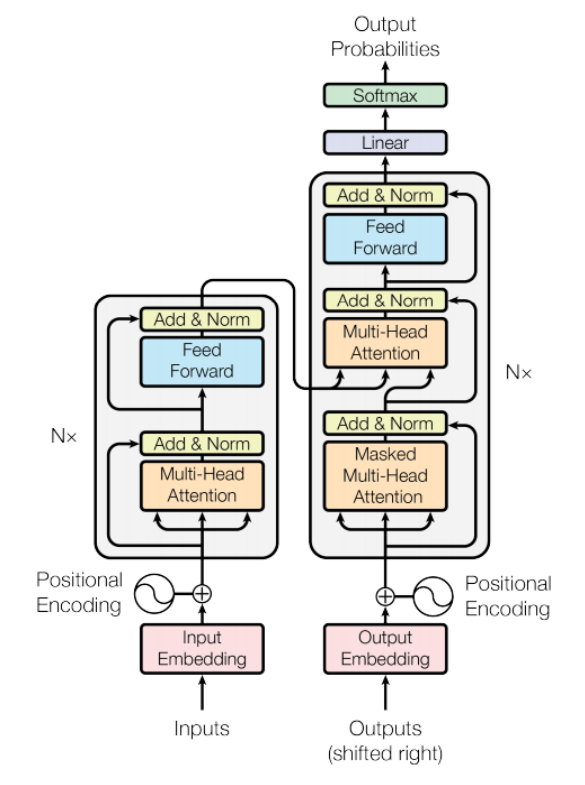 Output
Probabilities
Softmax
Linear
Add & Norm
Feed
Forward
Add & Norm
Multi-Head
Attention
Add & Norm
Masked
Multi-Head
Attention
N×
Positional
Encoding
Output
Embedding
Outputs
(shifted right)
Add & Norm
Feed
Forward
Add & Norm
Multi-Head
Attention
N×
Positional
Encoding
Input
Embedding
Inputs